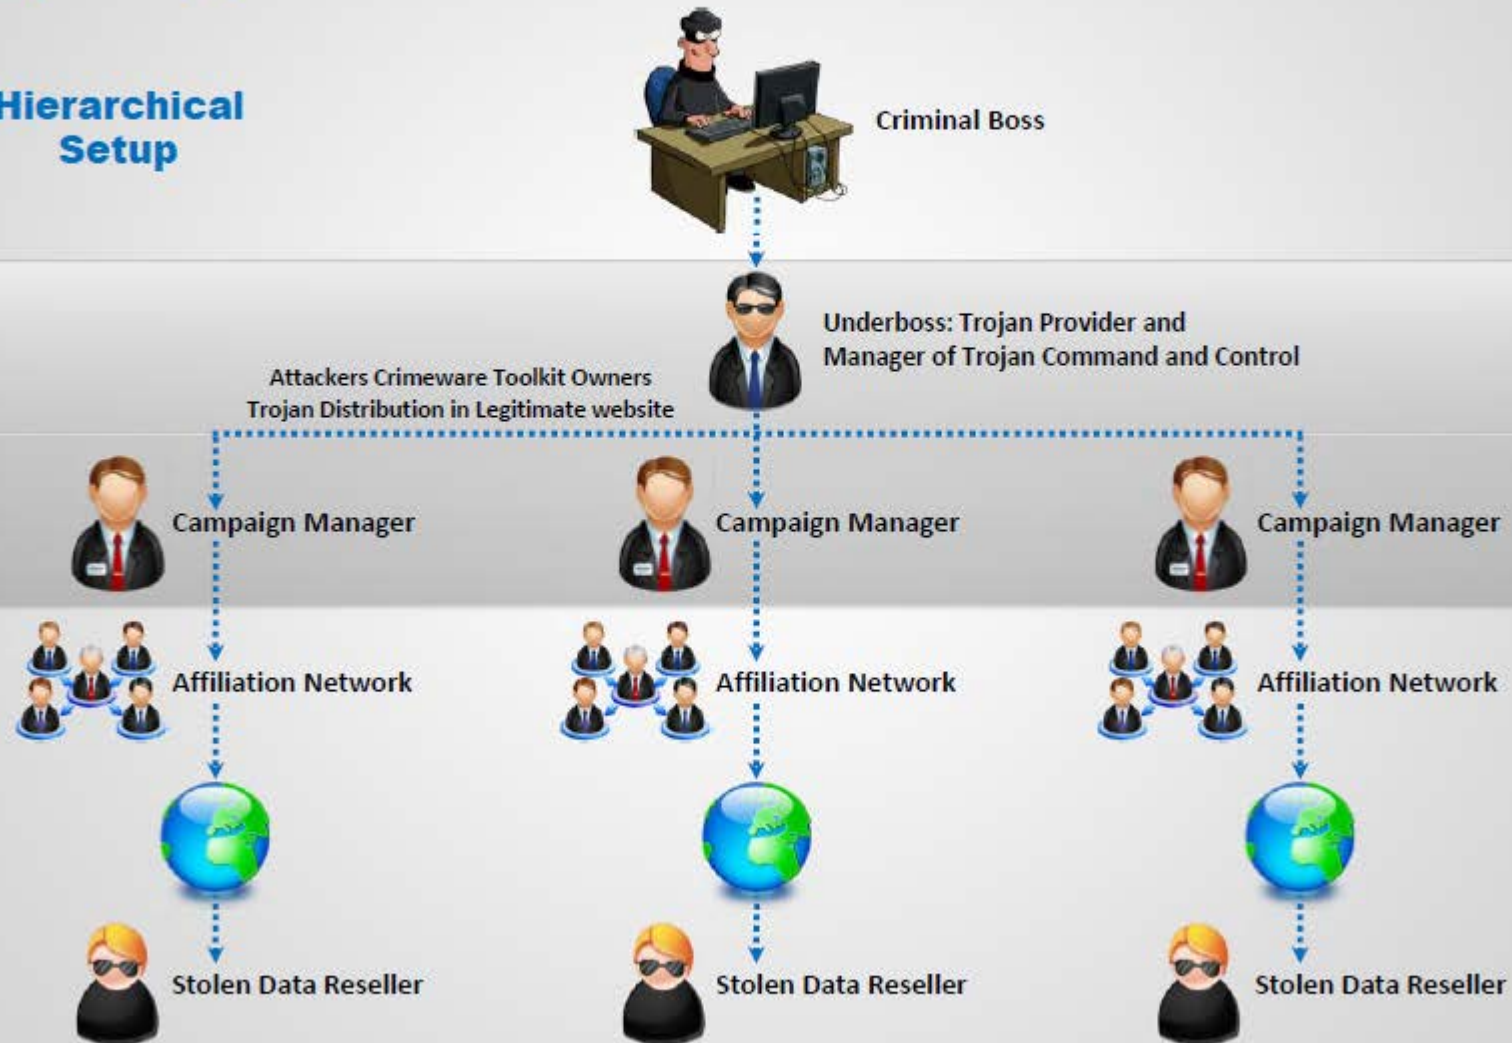 Hierarchical
Setup
Criminal Boss
Underboss: Trojan Provider and
Manager of Trojan Command and Control
Attackers Crimeware Toolkit Owners
Trojan Distribution in Legitimate website
Campaign Manager
Campaign Manager
Campaign Manager
Affiliation Network
Affiliation Network
Affiliation Network
Stolen Data Reseller
Stolen Data Reseller
Stolen Data Reseller